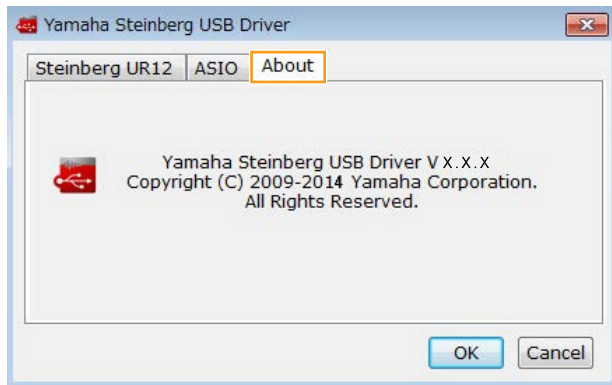 Yamaha Steinberg USB Driver
Steinberg UR12 ASIO About
Yamaha Steinberg USB Driver V X.X.X
Copyright (C) 2009-2014 Yamaha Corporation.
All Rights Reserved.
OK Cancel